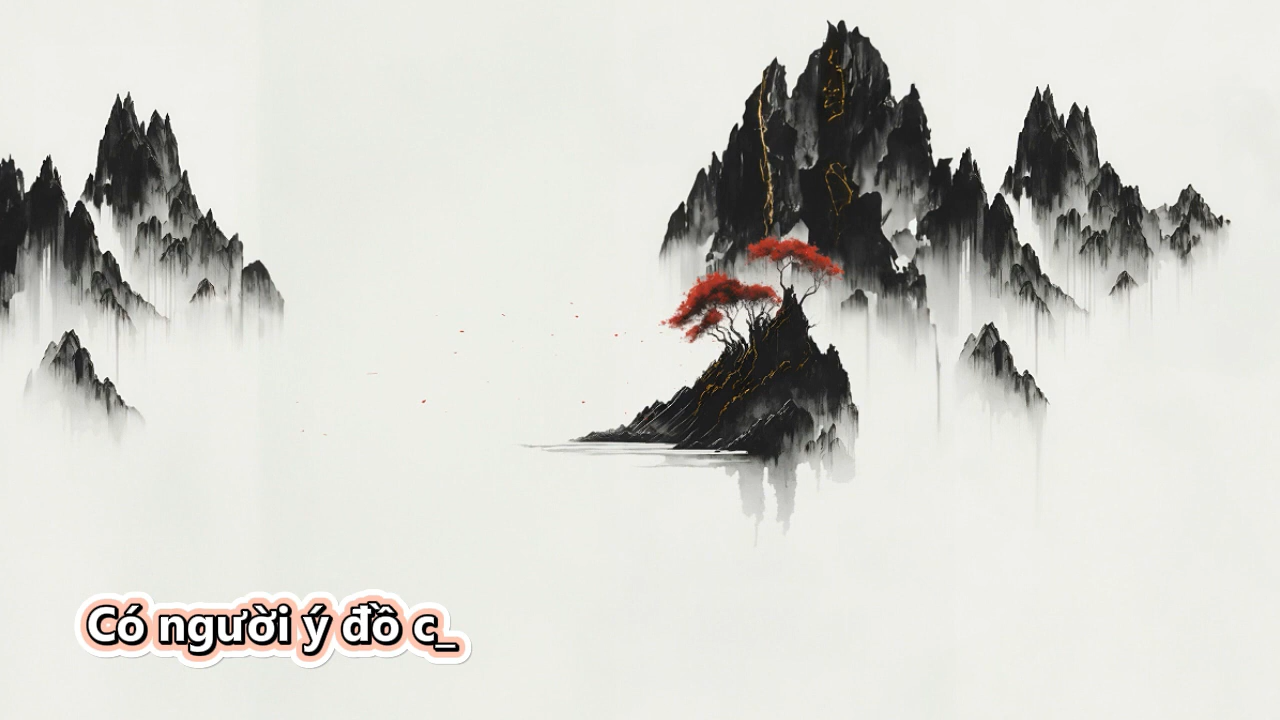 Có người ý đồ c_